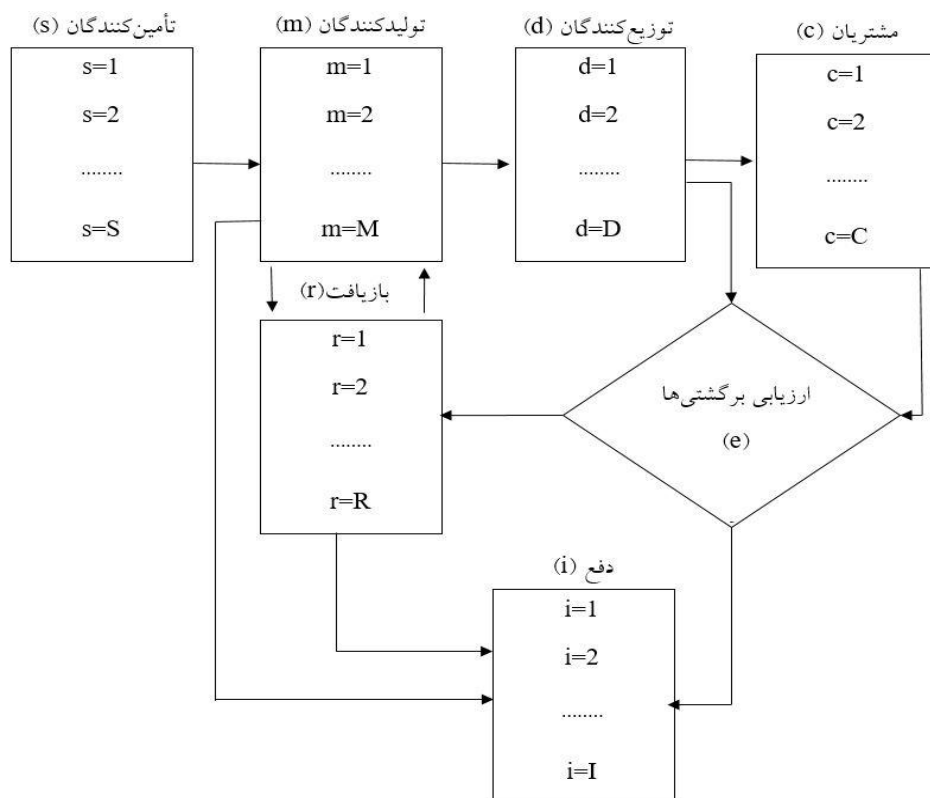 تأمین‌کنندگان (s)
s=1
s=2
........
s=S
تولیدکنندگان (m)
m=1
m=2
........
m=M
توزیع‌کنندگان (d)
d=1
d=2
........
d=D
مشتریان (c)
c=1
c=2
........
c=C
بازیافت(r)
r=1
r=2
........
r=R
ارزیابی برگشتی‌ها
(e)
دفع (i)
i=1
i=2
........
i=I